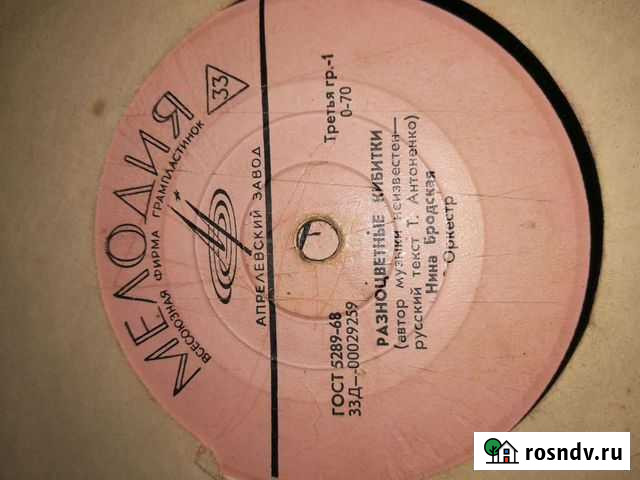 МЕЛОДИЯ
ВСЕСОЮЗНАЯ ФИРМА ГРАМПЛАСТИНОК
33
АПРЕЛЕВСКИЙ ЗАВОД
ГОСТ 5289-68
33Д—00029259
Третья гр.-1
0-70
РАЗНОЦВЕТНЫЕ КИБИТКИ
(автор музыки неизвестен—
русский текст Т. Антоненко)
Нина Бродская
Оркестр
rosndv.ru